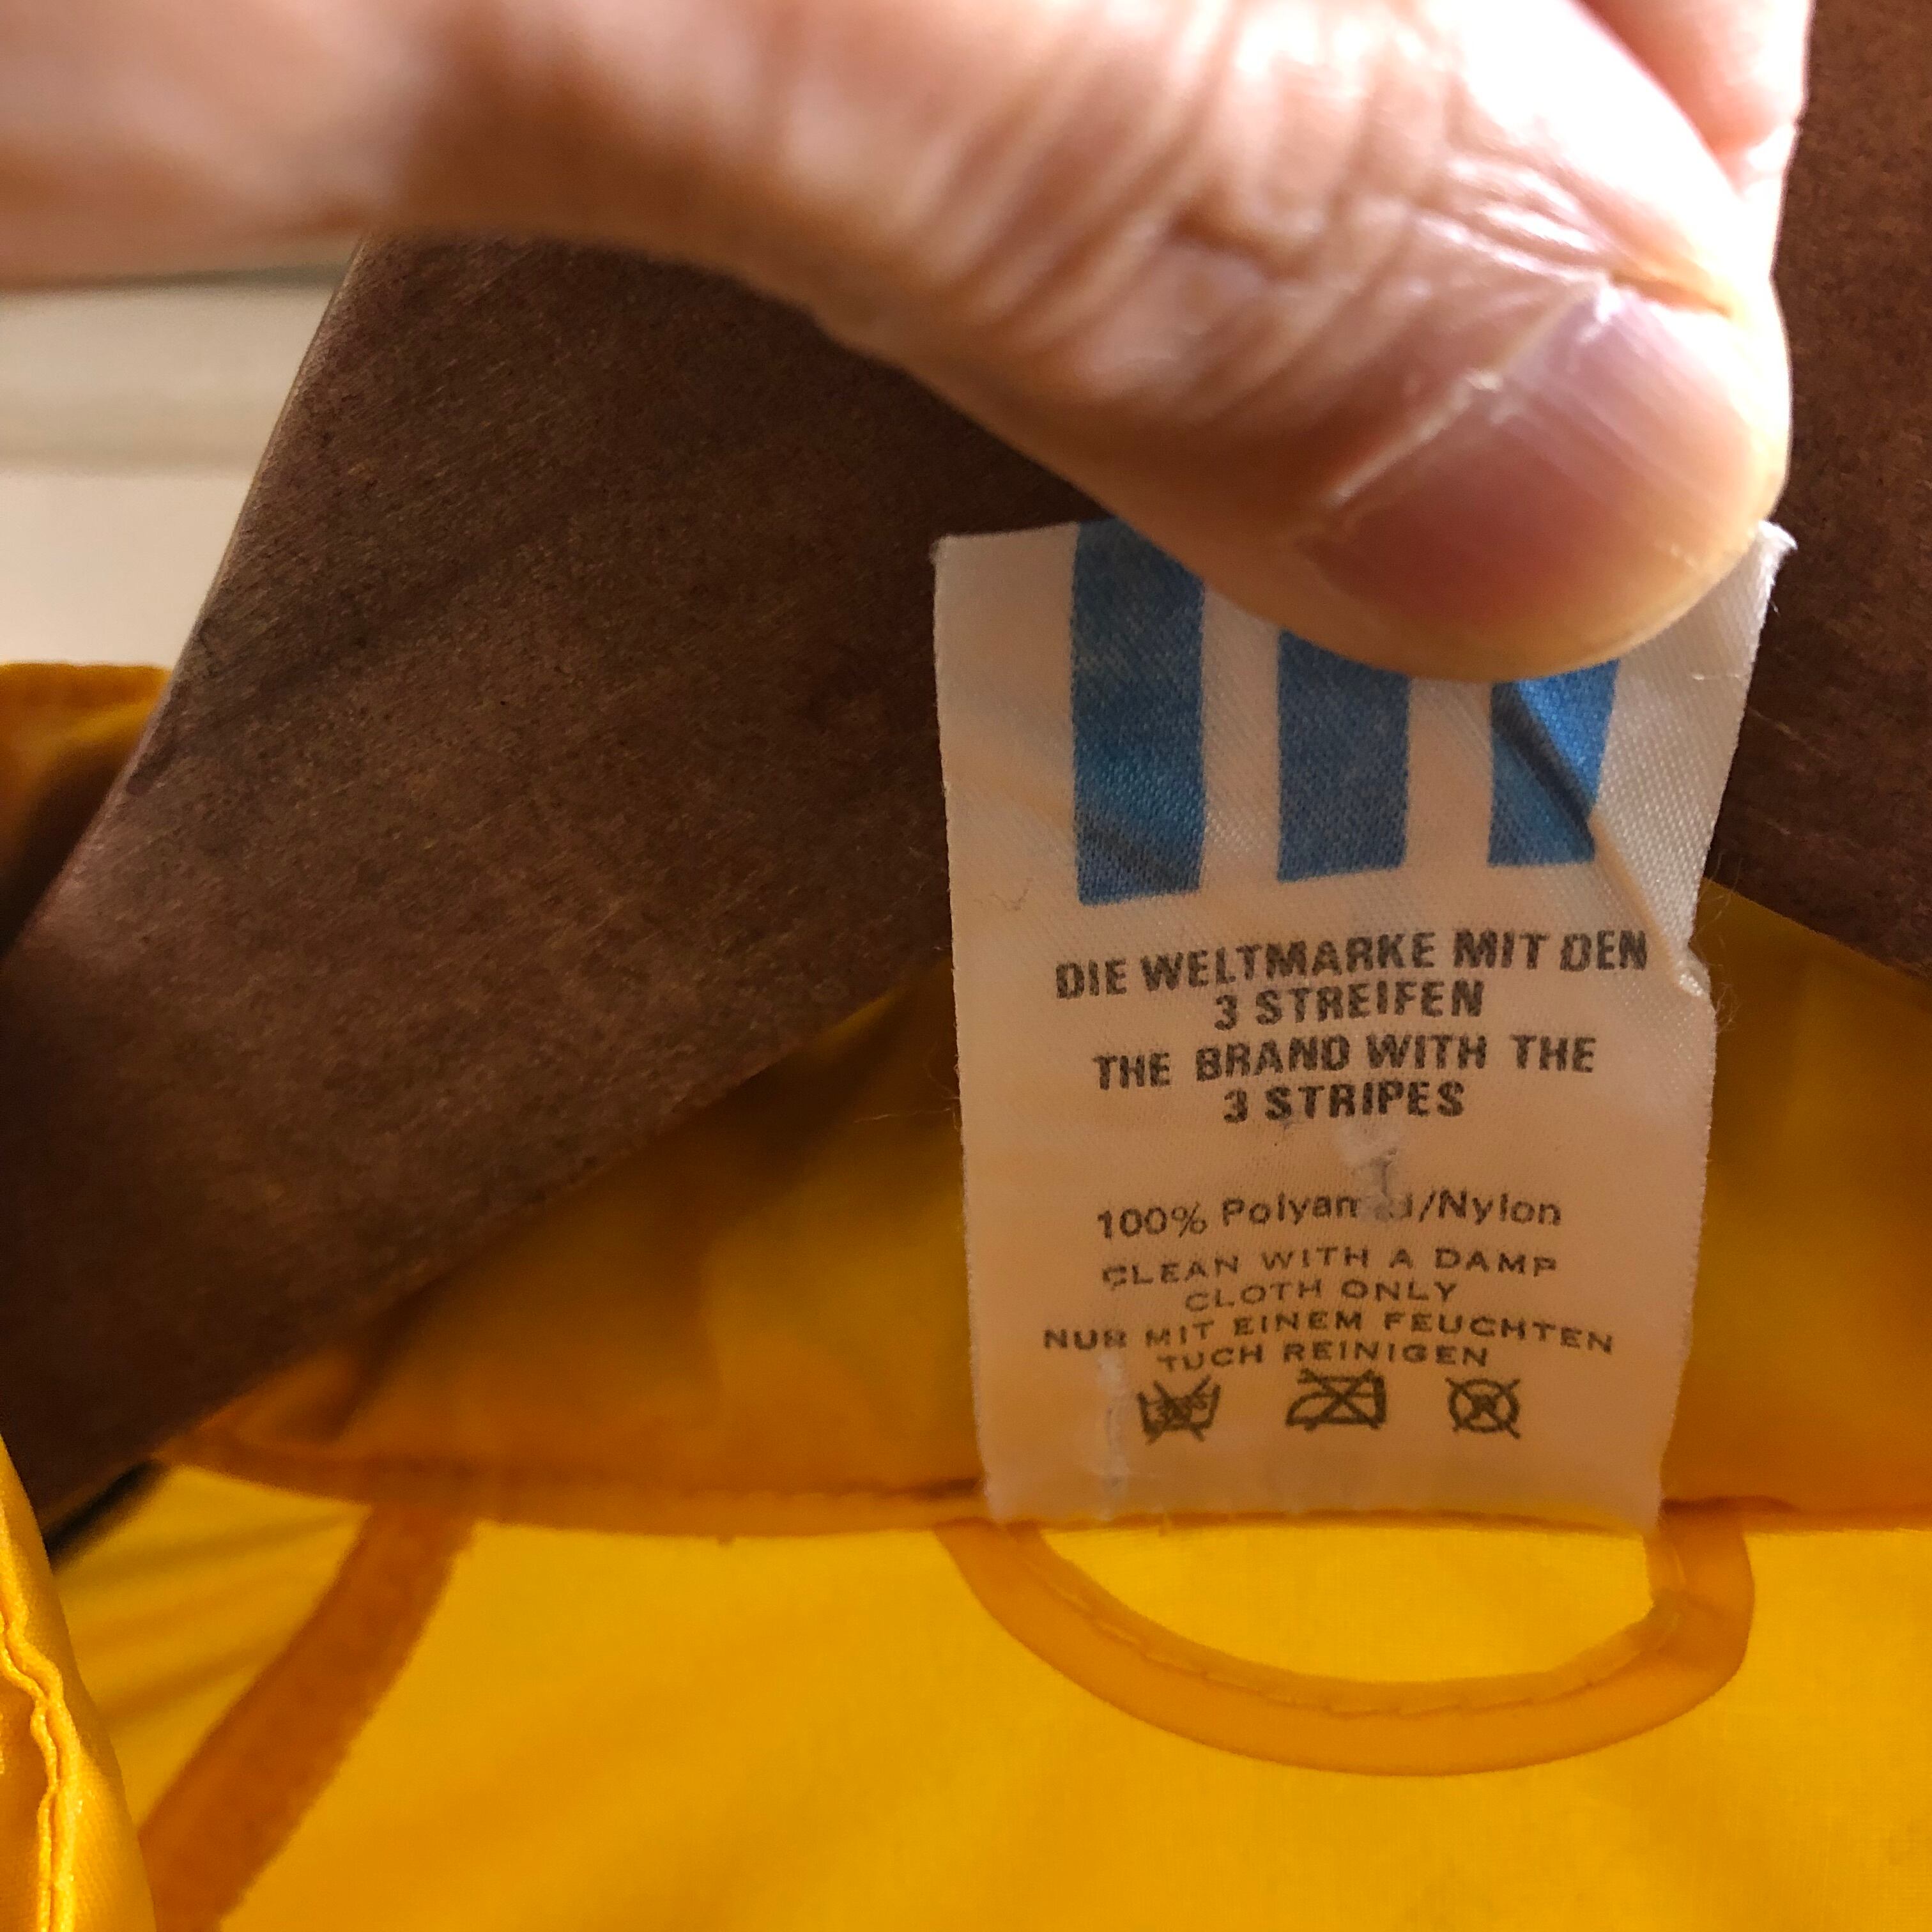 DIE WELTMARKE MIT DEN
3 STREIFEN
THE BRAND WITH THE
3 STRIPES
100% /Nylon
CLEAN WITH A DAMP
CLOTH ONLY
NUR MIT EINEM FEUCHTEN
TUCH REINIGEN